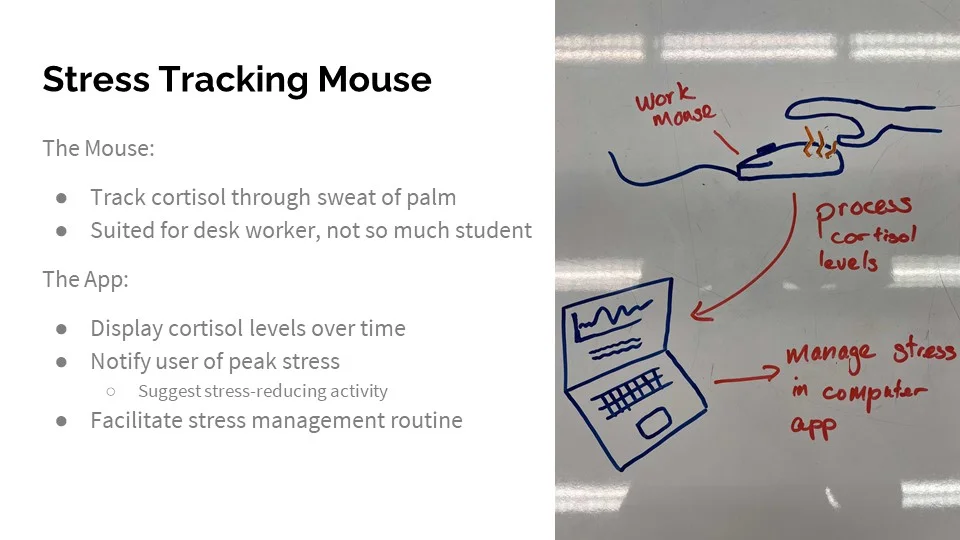 Stress Tracking Mouse
The Mouse:
● Track cortisol through sweat of palm
● Suited for desk worker, not so much student
The App:
● Display cortisol levels over time
● Notify user of peak stress
○ Suggest stress-reducing activity
● Facilitate stress management routine
work
mouse
process
cortisol
levels
manage stress
in computer
app